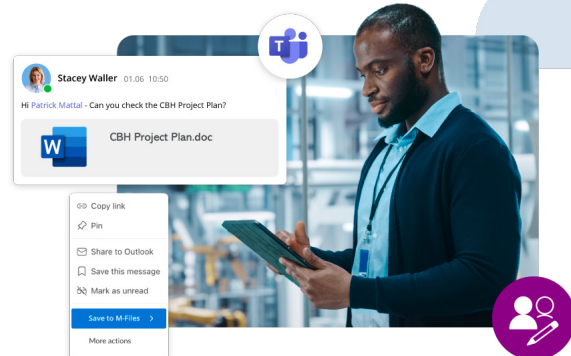 Stacey Waller 01.06 10:50
Hi Patrick Mattal - Can you check the CBH Project Plan?
W
CBH Project Plan.doc
T
Copy link
Pin
Share to Outlook
Save this message
Mark as unread
Save to M-Files
More actions